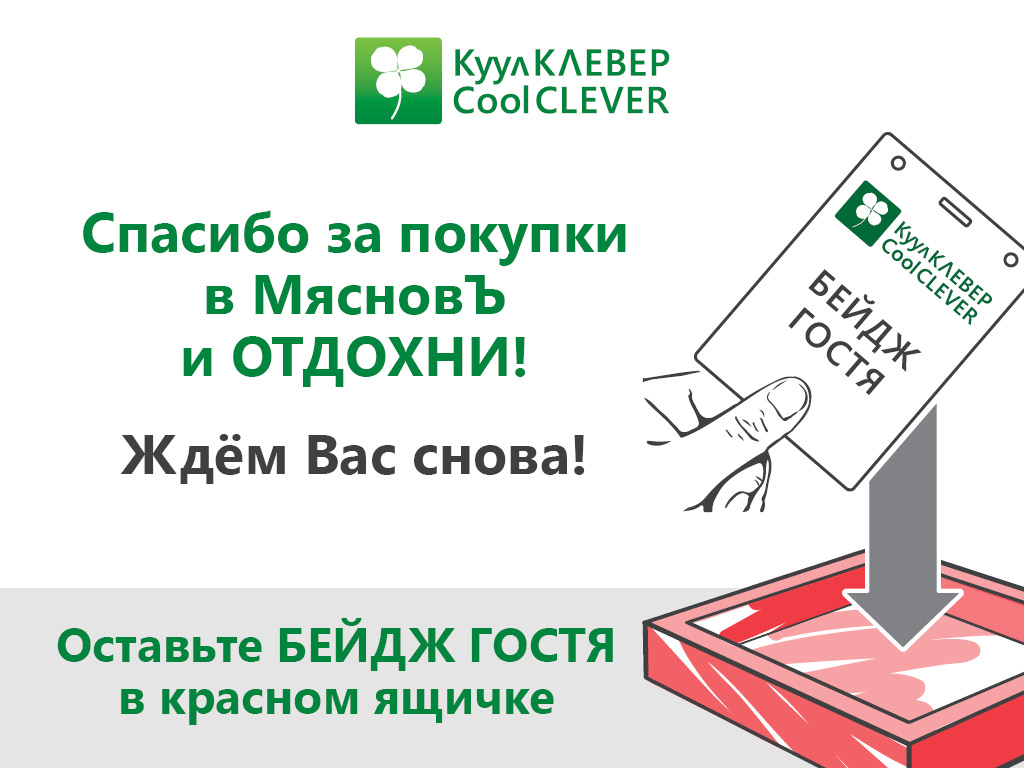 КуулКЛЕВЕР
CoolCLEVER
Спасибо за покупки
в МясновЪ
и ОТДОХНИ!
Ждём Вас снова!
КуулКЛЕВЕР
CoolCLEVER
БЕЙДЖ
ГОСТЯ
Оставьте БЕЙДЖ ГОСТЯ
в красном ящичке